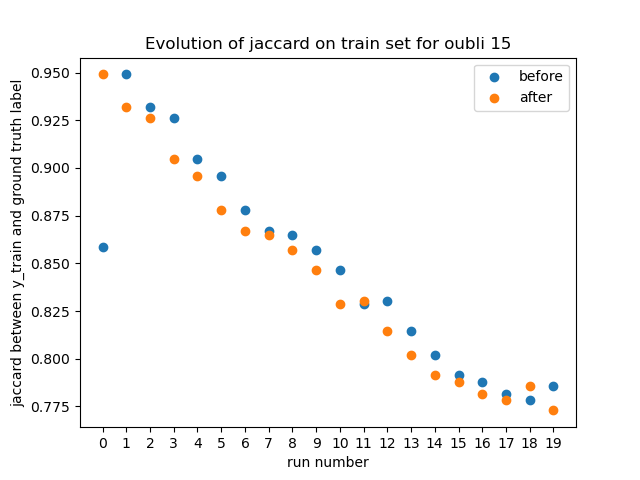 Evolution of jaccard on train set for oubli 15
before
after
jaccard between y_train and ground truth label
0.950
0.925
0.900
0.875
0.850
0.825
0.800
0.775
0 1 2 3 4 5 6 7 8 9 10 11 12 13 14 15 16 17 18 19
run number